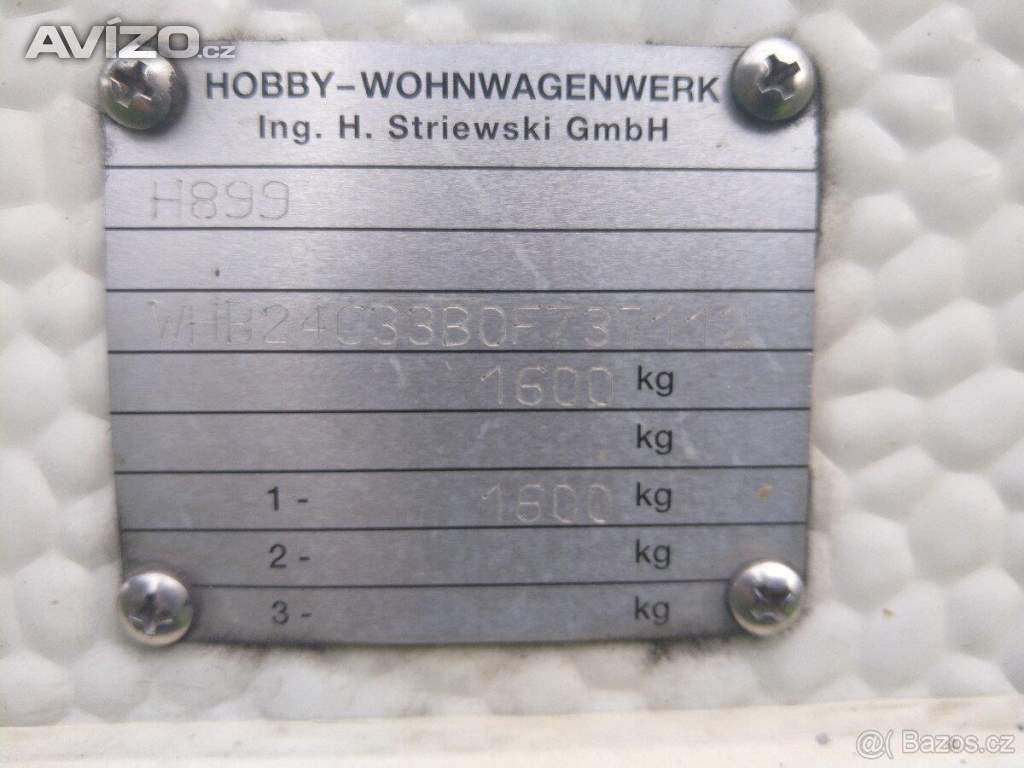 AVÍZO.cz
HOBBY-WOHNWAGENWERK
Ing. H. Striewski GmbH
H899
1600 kg
kg
1 - 1600 kg
2 - kg
3 - kg
@( Bazos.cz